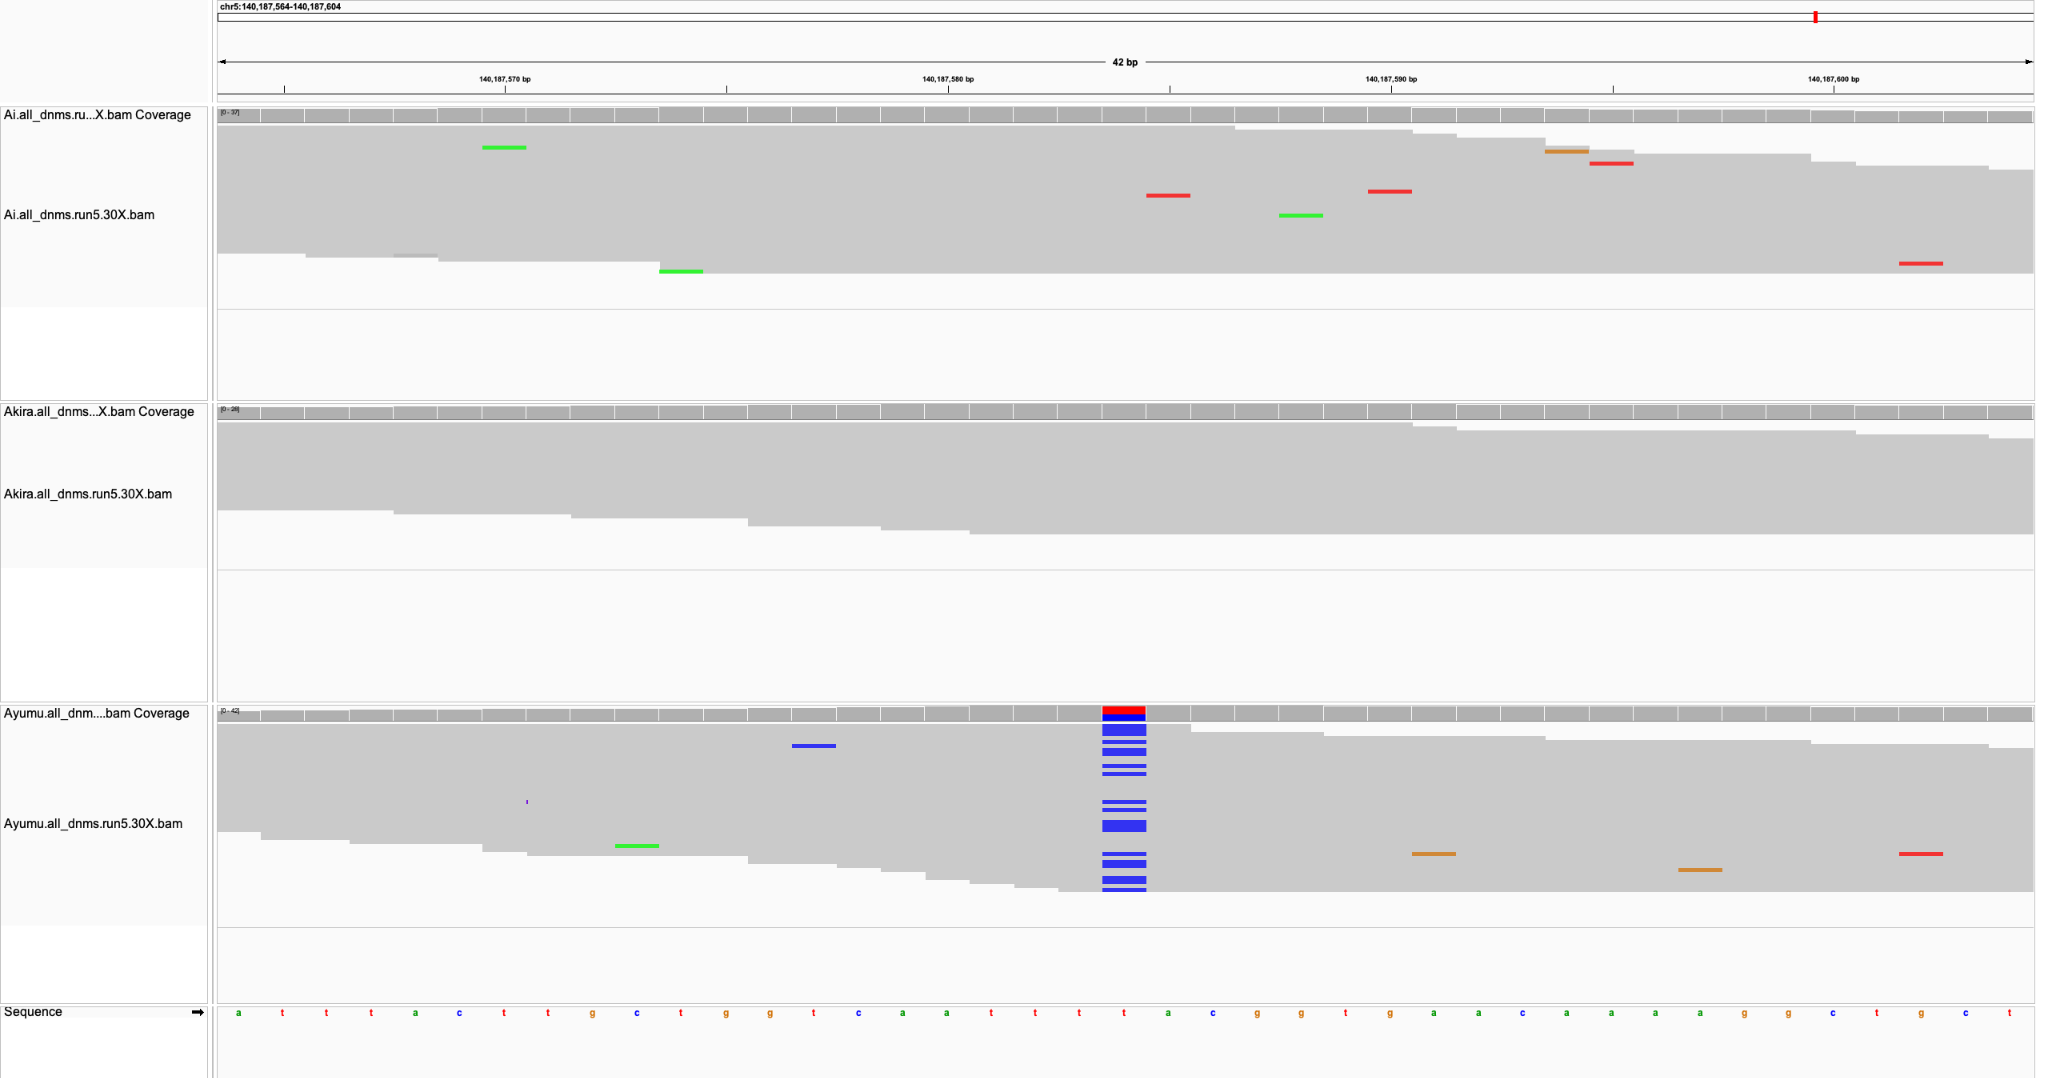 chr5:140,187,564-140,187,604
42 bp
140,187,570 bp 140,187,580 bp 140,187,590 bp 140,187,600 bp
Ai.all_dnms.ru...X.bam Coverage
[0 - 37]
Ai.all_dnms.run5.30X.bam
Akira.all_dnms...X.bam Coverage
[0 - 28]
Akira.all_dnms.run5.30X.bam
Ayumu.all_dnm....bam Coverage
[0 - 42]
Ayumu.all_dnms.run5.30X.bam
Sequence a t t t a c t t g c t g g t c a a t t t t a c g g t g a a c a a a a g g c t g c t